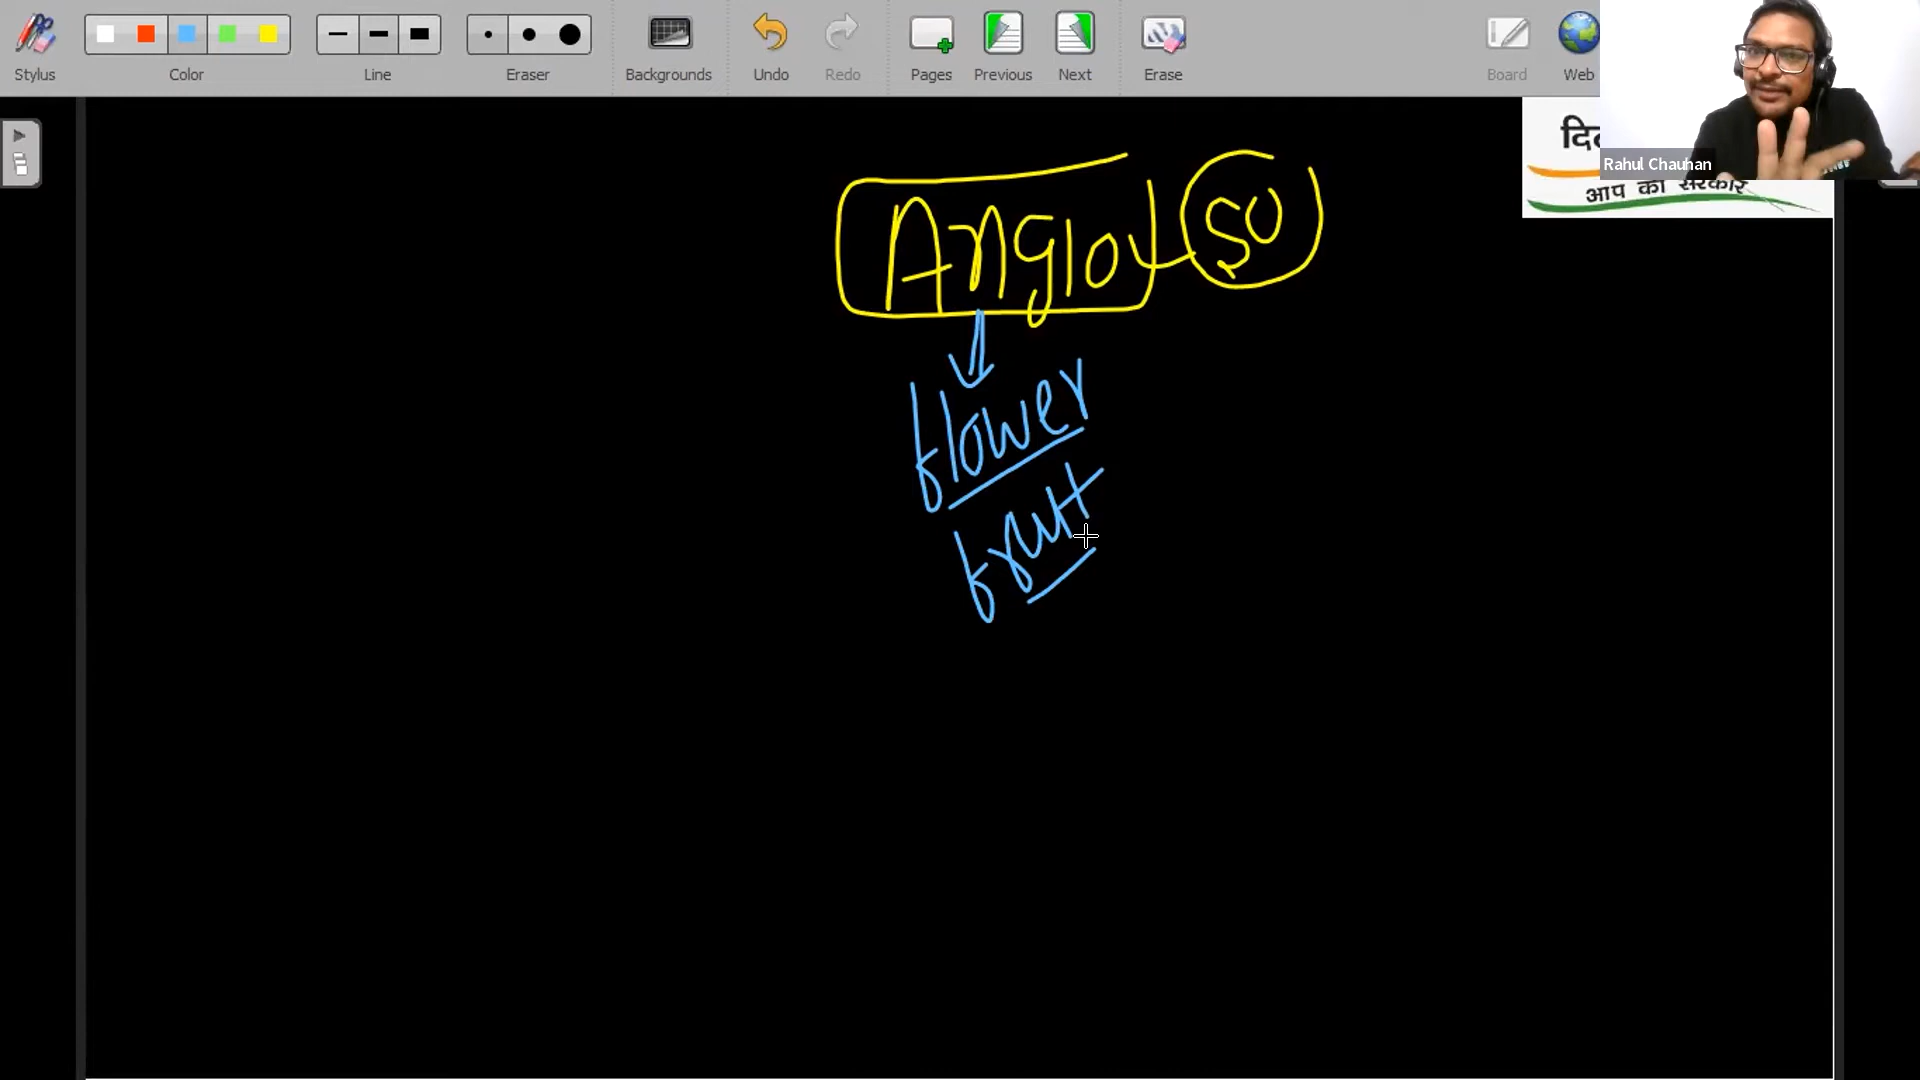 Stylus
Color
Line
Eraser
Backgrounds
Undo
Redo
Pages
Previous
Next
Erase
Board
Web
Rahul Chauhan
आप की सरकार
Angio
50
flower
fruit